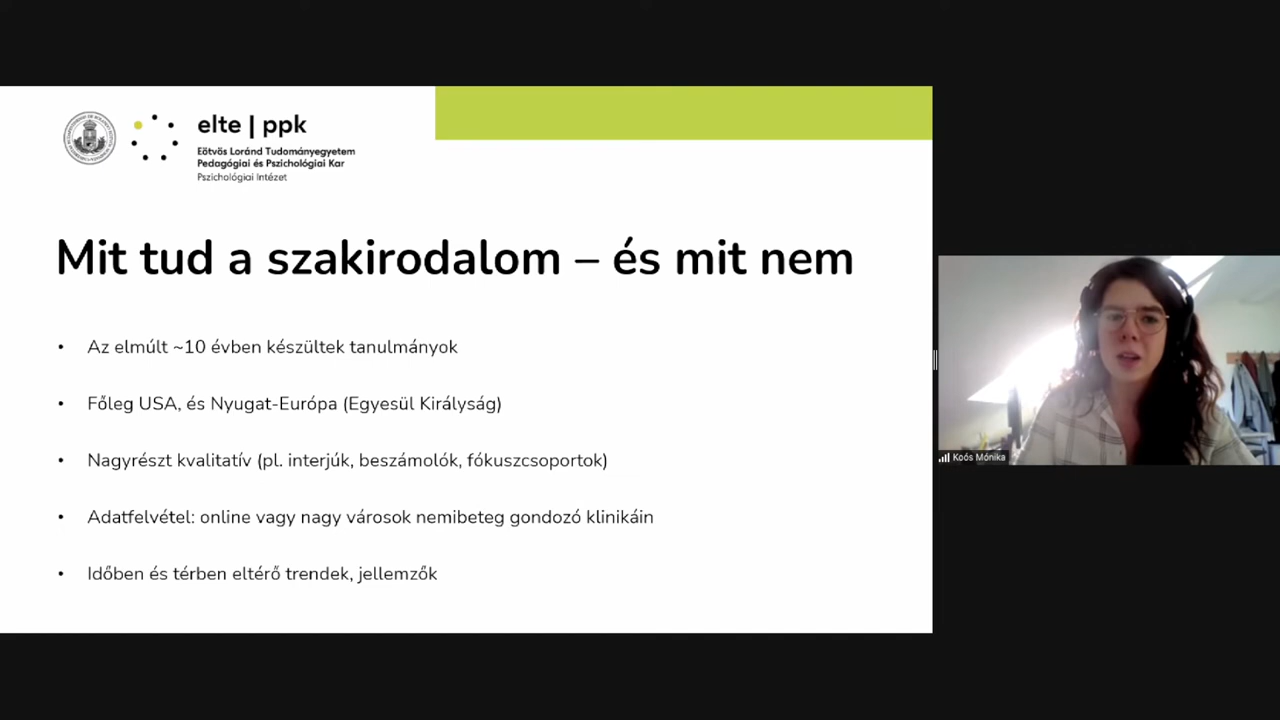 elte | ppk
Eötvös Loránd Tudományegyetem
Pedagógiai és Pszichológiai Kar
Pszichológiai Intézet
Mit tud a szakirodalom – és mit nem
• Az elmúlt ~10 évben készültek tanulmányok
• Főleg USA, és Nyugat-Európa (Egyesül Királyság)
• Nagyrészt kvalitatív (pl. interjúk, beszámolók, fókuszcsoportok)
• Adatfelvétel: online vagy nagy városok nemibeteg gondozó klinikáin
• Időben és térben eltérő trendek, jellemzők
Koós Mónika